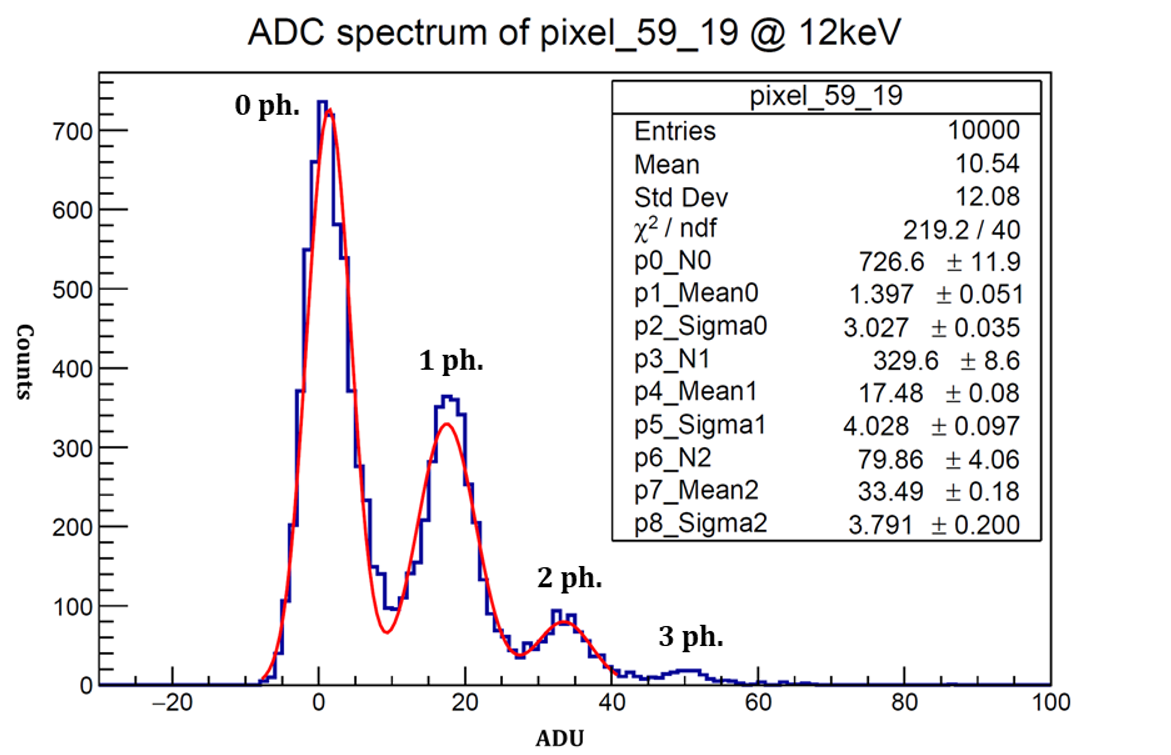 ADC spectrum of pixel_59_19 @ 12keV
0 ph.
1 ph.
2 ph.
3 ph.
pixel_59_19
Entries 10000
Mean 10.54
Std Dev 12.08
χ² / ndf 219.2 / 40
p0_N0 726.6 ± 11.9
p1_Mean0 1.397 ± 0.051
p2_Sigma0 3.027 ± 0.035
p3_N1 329.6 ± 8.6
p4_Mean1 17.48 ± 0.08
p5_Sigma1 4.028 ± 0.097
p6_N2 79.86 ± 4.06
p7_Mean2 33.49 ± 0.18
p8_Sigma2 3.791 ± 0.200
Counts
700
600
500
400
300
200
100
0
−20 0 20 40 60 80 100
ADU